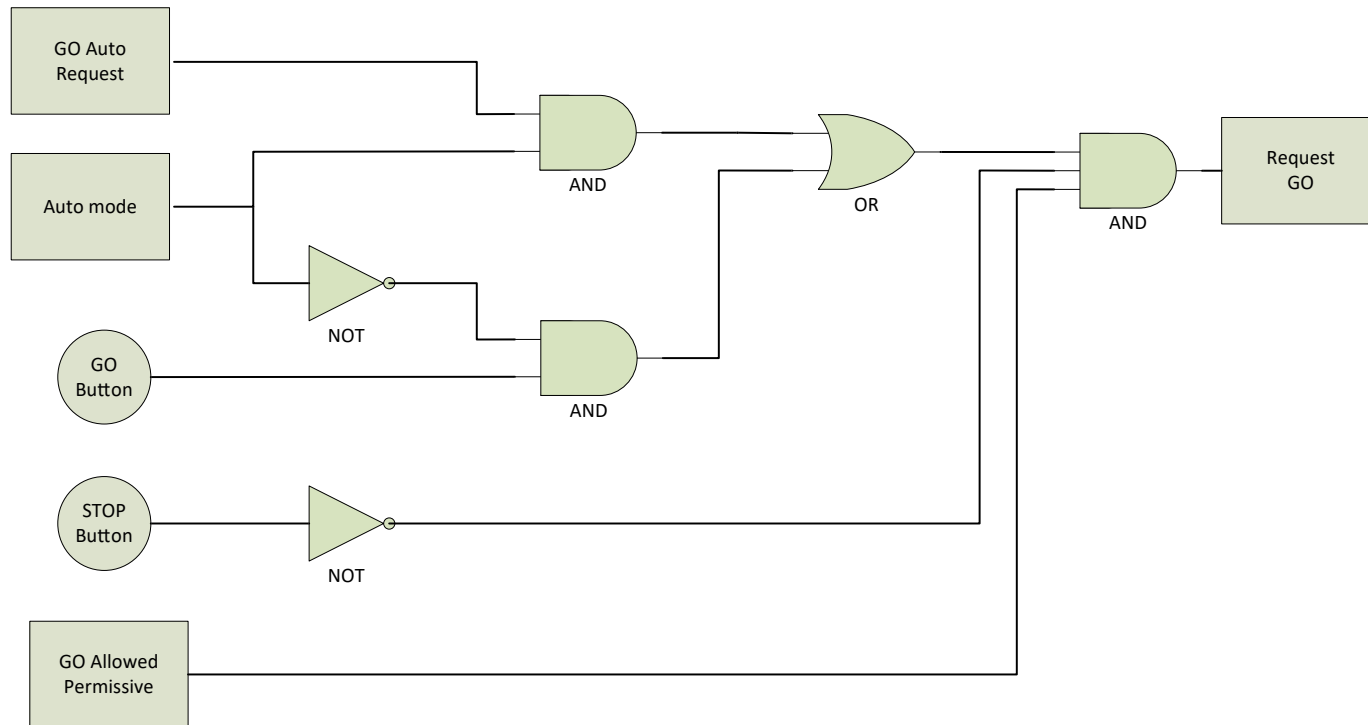 GO Auto
Request
AND
OR
Request
GO
AND
Auto mode
NOT
GO
Button
AND
STOP
Button
NOT
GO Allowed
Permissive